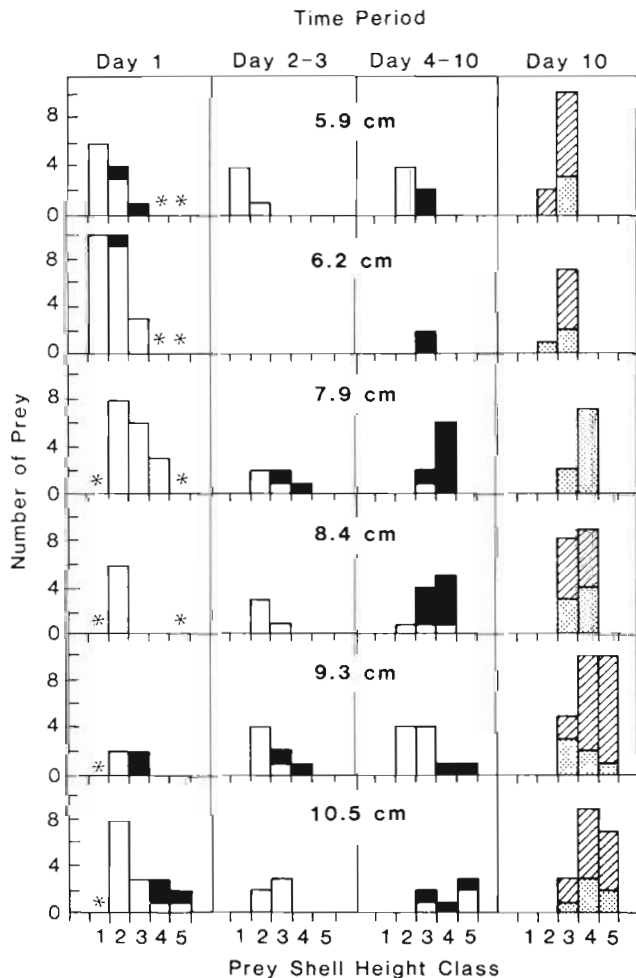 Time Period
Day 1 Day 2-3 Day 4-10 Day 10
8
4
0
5.9 cm
* *
8
4
0
6.2 cm
* *
8
4
0
7.9 cm
* *
8
4
0
8.4 cm
* *
8
4
0
9.3 cm
*
8
4
0
10.5 cm
*
Number of Prey
1 2 3 4 5 1 2 3 4 5 1 2 3 4 5 1 2 3 4 5
Prey Shell Height Class